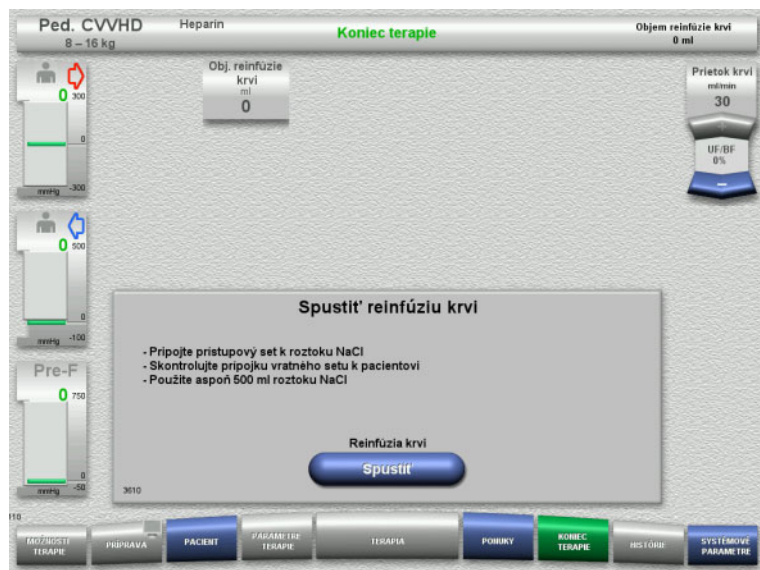 Ped. CVVHD
8 – 16 kg
Heparín
Koniec terapie
Objem reinfúzie krvi
0 ml
0
300
0
-300
mmHg
Obj. reinfúzie
krvi
ml
0
Prietok krvi
ml/min
30
+
UF/BF
0%
–
0
500
0
-100
mmHg
Pre-F
0
750
0
-50
mmHg
Spustiť reinfúziu krvi
- Pripojte prístupový set k roztoku NaCl
- Skontrolujte prípojku vratného setu k pacientovi
- Použite aspoň 500 ml roztoku NaCl
Reinfúzia krvi
Spustiť
3610
310
MOŽNOSTI
TERAPIE
PRÍPRAVA
PACIENT
PARAMETRE
TERAPIE
TERAPIA
PONUKY
KONIEC
TERAPIE
HISTÓRIE
SYSTÉMOVÉ
PARAMETRE